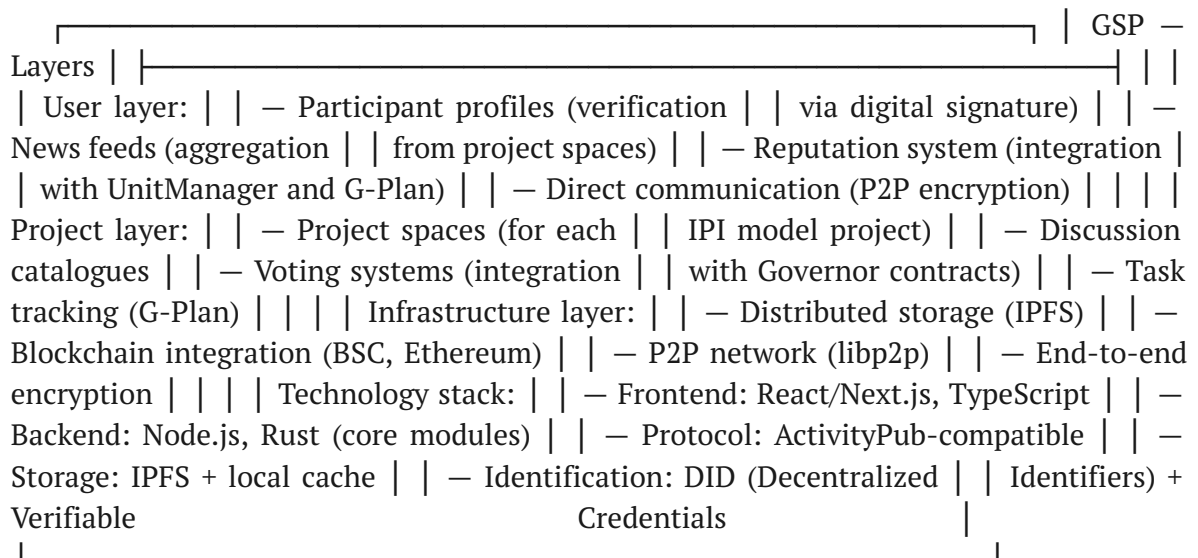 ┌──────────────────────────────────────┐ │ GSP —
Layers │ ├──────────────────────────────────────┤ │ │
│ User layer: │ │ — Participant profiles (verification │ │ via digital signature) │ │ —
News feeds (aggregation │ │ from project spaces) │ │ — Reputation system (integration │
│ with UnitManager and G-Plan) │ │ — Direct communication (P2P encryption) │ │ │ │
Project layer: │ │ — Project spaces (for each │ │ IPI model project) │ │ — Discussion
catalogues │ │ — Voting systems (integration │ │ with Governor contracts) │ │ — Task
tracking (G-Plan) │ │ │ │ Infrastructure layer: │ │ — Distributed storage (IPFS) │ │ —
Blockchain integration (BSC, Ethereum) │ │ — P2P network (libp2p) │ │ — End-to-end
encryption │ │ │ │ Technology stack: │ │ — Frontend: React/Next.js, TypeScript │ │ —
Backend: Node.js, Rust (core modules) │ │ — Protocol: ActivityPub-compatible │ │ —
Storage: IPFS + local cache │ │ — Identification: DID (Decentralized │ │ Identifiers) +
Verifiable Credentials │
│ │